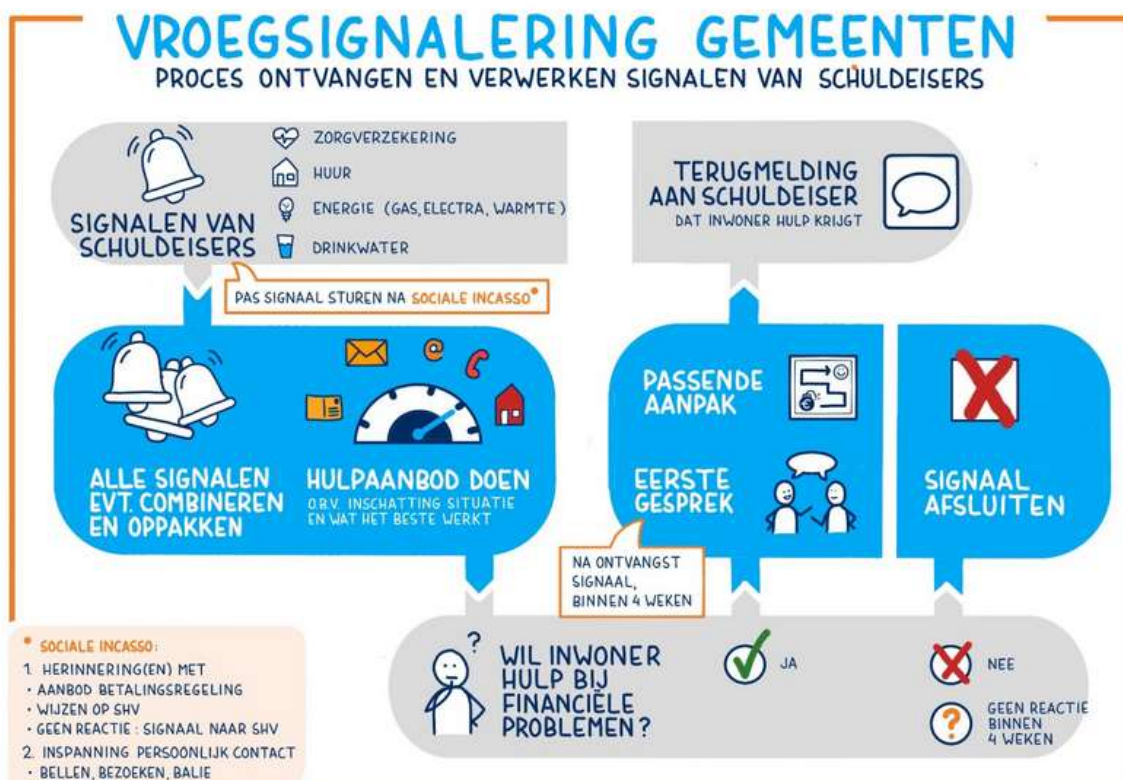 VROEGSIGNALERING GEMEENTEN
PROCES ONTVANGEN EN VERWERKEN SIGNALEN VAN SCHULDEISERS
SIGNALEN VAN
SCHULDEISERS
ZORGVERZEKERING
HUUR
ENERGIE (GAS, ELECTRA, WARMTE)
DRINKWATER
TERUGMELDING
AAN SCHULDEISER
DAT INWONER HULP KRIJGT
PAS SIGNAAL STUREN NA SOCIALE INCASSO*
@
ALLE SIGNALEN
EVT. COMBINEREN
EN OPPAKKEN
HULPAANBOD DOEN
O.B.V. INSCHATTING SITUATIE
EN WAT HET BESTE WERKT
PASSENDE
AANPAK
€
EERSTE
GESPREK
SIGNAAL
AFSLUITEN
NA ONTVANGST
SIGNAAL,
BINNEN 4 WEKEN
?
WIL INWONER
HULP BIJ
FINANCIËLE
PROBLEMEN?
JA
NEE
?
GEEN REACTIE
BINNEN
4 WEKEN
* SOCIALE INCASSO:
1. HERINNERING(EN) MET
• AANBOD BETALINGSREGELING
• WIJZEN OP SHV
• GEEN REACTIE: SIGNAAL NAAR SHV
2. INSPANNING PERSOONLIJK CONTACT
• BELLEN, BEZOEKEN, BALIE